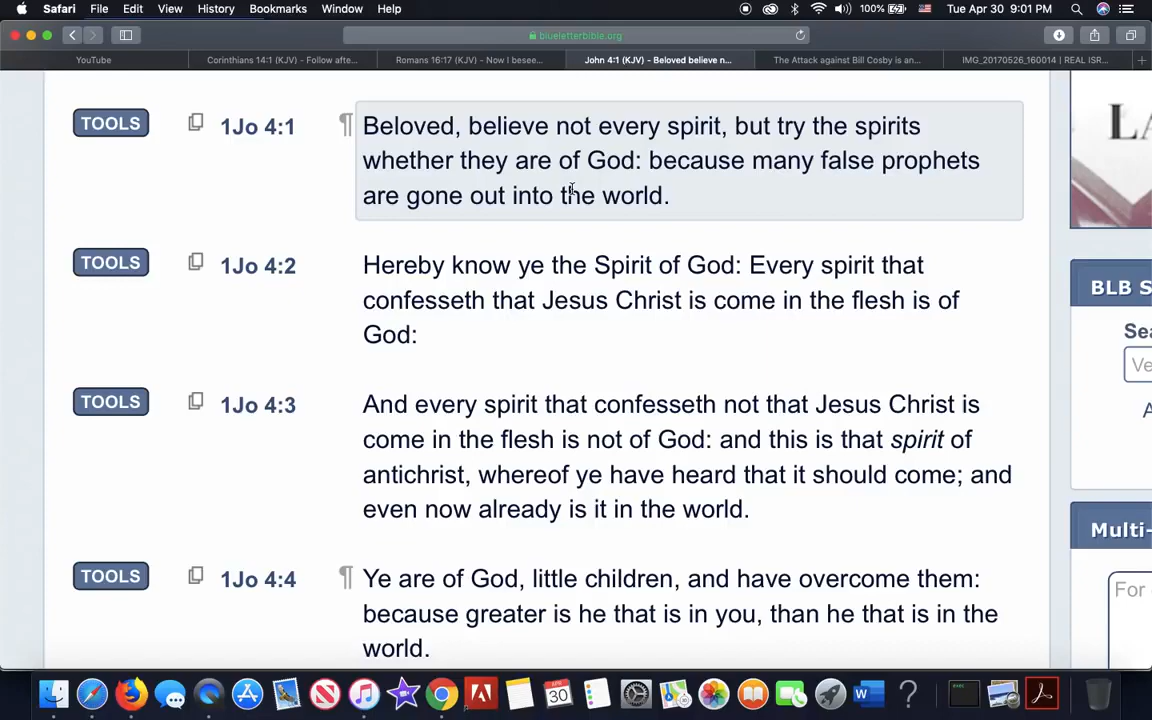 Safari File Edit View History Bookmarks Window Help 100% Tue Apr 30 9:01 PM
blueletterbible.org
YouTube
Corinthians 14:1 (KJV) - Follow afte...
Romans 16:17 (KJV) - Now I besee...
John 4:1 (KJV) - Beloved believe n...
The Attack against Bill Cosby is an...
IMG_20170526_160014 | REAL ISR...
LA
TOOLS 1Jo 4:1 ¶ Beloved, believe not every spirit, but try the spirits
whether they are of God: because many false prophets
are gone out into the world.
TOOLS 1Jo 4:2 Hereby know ye the Spirit of God: Every spirit that
confesseth that Jesus Christ is come in the flesh is of
God:
TOOLS 1Jo 4:3 And every spirit that confesseth not that Jesus Christ is
come in the flesh is not of God: and this is that spirit of
antichrist, whereof ye have heard that it should come; and
even now already is it in the world.
TOOLS 1Jo 4:4 ¶ Ye are of God, little children, and have overcome them:
because greater is he that is in you, than he that is in the
world.
BLB S
Sea
Ve
A
Multi-
For
APR
30